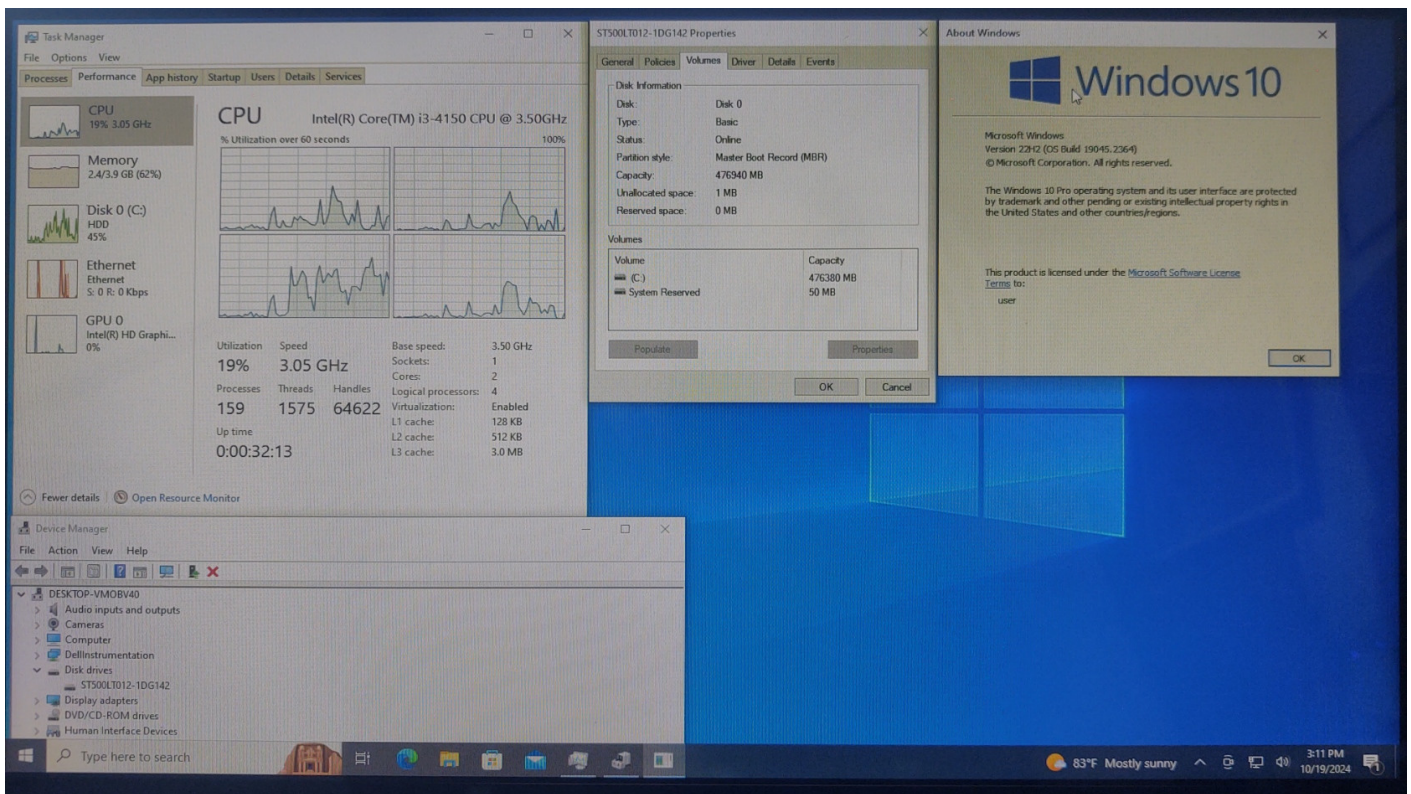 Task Manager
File Options View
Processes Performance App history Startup Users Details Services
CPU
19% 3.05 GHz
Memory
2.4/3.9 GB (62%)
Disk 0 (C:)
HDD
45%
Ethernet
Ethernet
S: 0 R: 0 Kbps
GPU 0
Intel(R) HD Graphi...
0%
CPU Intel(R) Core(TM) i3-4150 CPU @ 3.50GHz
% Utilization over 60 seconds 100%
Utilization Speed
19% 3.05 GHz
Processes Threads Handles
159 1575 64622
Up time
0:00:32:13
Base speed: 3.50 GHz
Sockets: 1
Cores: 2
Logical processors: 4
Virtualization: Enabled
L1 cache: 128 KB
L2 cache: 512 KB
L3 cache: 3.0 MB
Fewer details Open Resource Monitor
ST500LT012-1DG142 Properties
General Policies Volumes Driver Details Events
Disk Information
Disk: Disk 0
Type: Basic
Status: Online
Partition style: Master Boot Record (MBR)
Capacity: 476940 MB
Unallocated space: 1 MB
Reserved space: 0 MB
Volumes
Volume Capacity
(C:) 476380 MB
System Reserved 50 MB
Populate Properties
OK Cancel
About Windows
Windows 10
Microsoft Windows
Version 22H2 (OS Build 19045.2364)
© Microsoft Corporation. All rights reserved.
The Windows 10 Pro operating system and its user interface are protected
by trademark and other pending or existing intellectual property rights in
the United States and other countries/regions.
This product is licensed under the Microsoft Software License
Terms to:
user
OK
Device Manager
File Action View Help
DESKTOP-VMOBV40
Audio inputs and outputs
Cameras
Computer
DellInstrumentation
Disk drives
ST500LT012-1DG142
Display adapters
DVD/CD-ROM drives
Human Interface Devices
Type here to search
83°F Mostly sunny
3:11 PM
10/19/2024
1